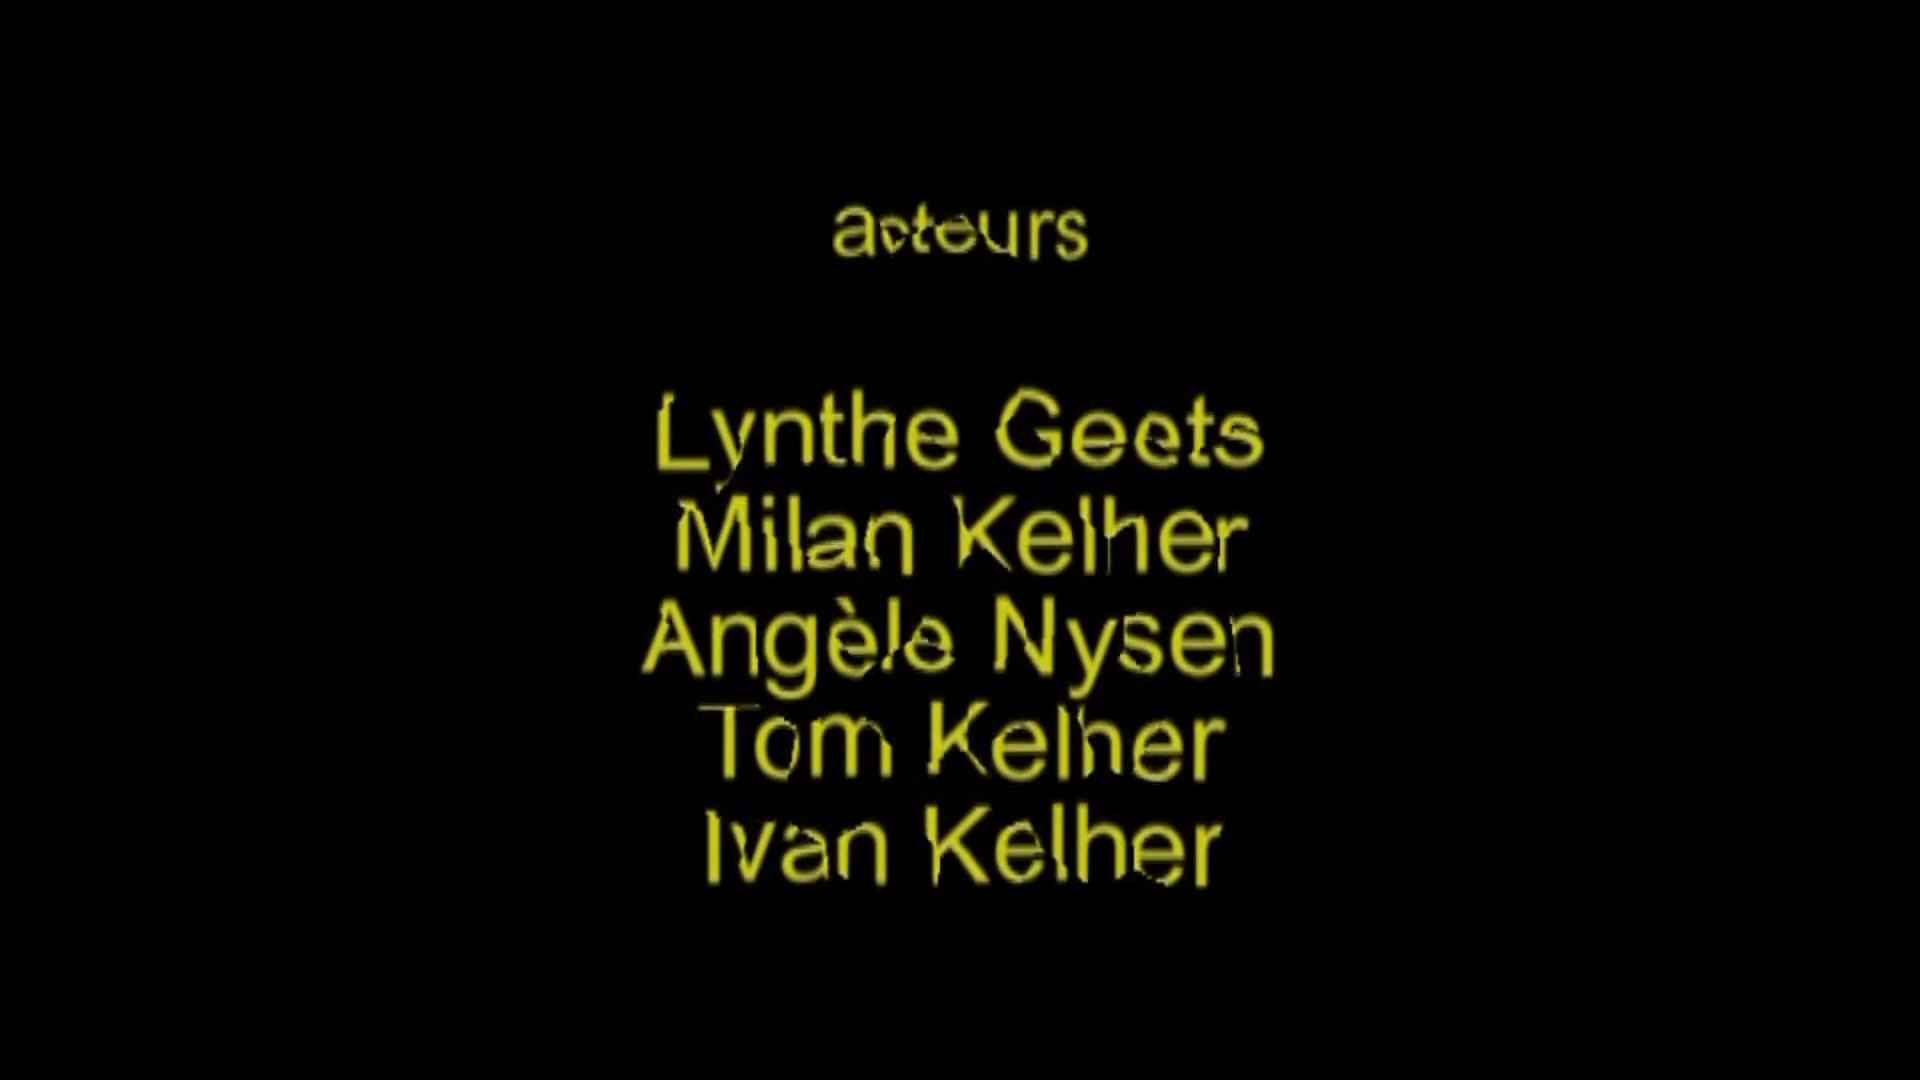 acteurs
Lynthe Geets
Milan Kelher
Angèle Nysen
Tom Kelher
Ivan Kelher